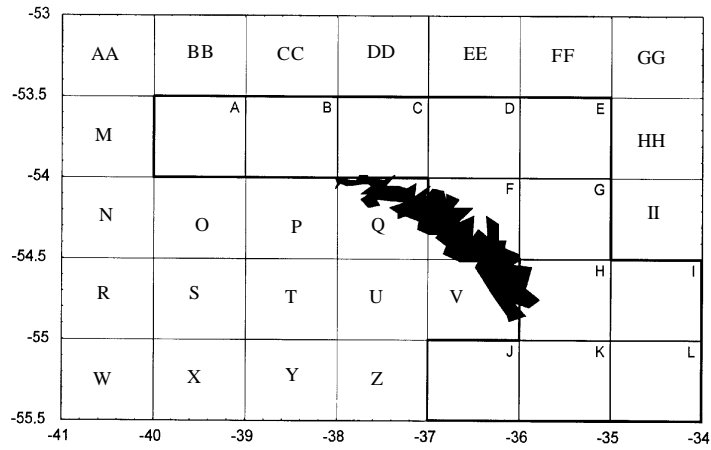 -53
AA BB CC DD EE FF GG
-53.5
M A B C D E HH
-54
N O P Q F G II
-54.5
R S T U V H I
-55
W X Y Z J K L
-55.5
-41 -40 -39 -38 -37 -36 -35 -34